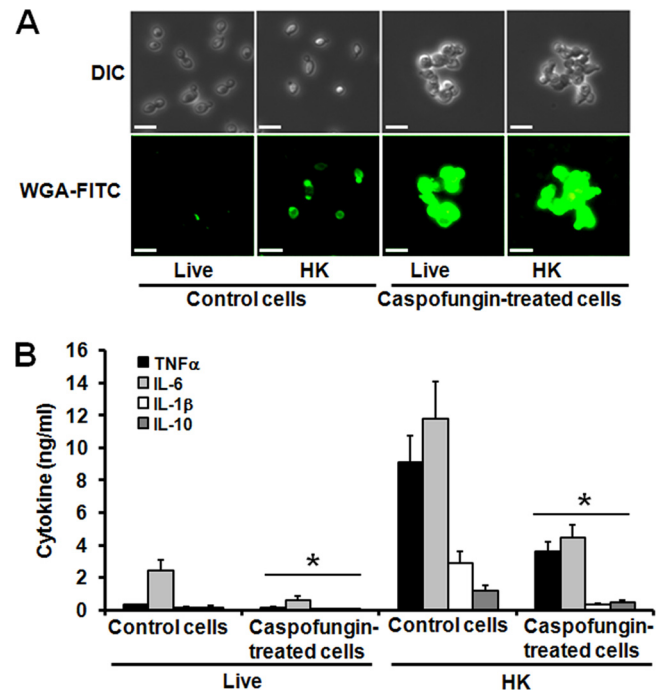 A
DIC
WGA-FITC
Live HK Live HK
Control cells Caspofungin-treated cells
B
16
14
12
10
8
6
4
2
0
Cytokine (ng/ml)
TNFα
IL-6
IL-1β
IL-10
*
*
Control cells Caspofungin- Control cells Caspofungin-
treated cells treated cells
Live HK